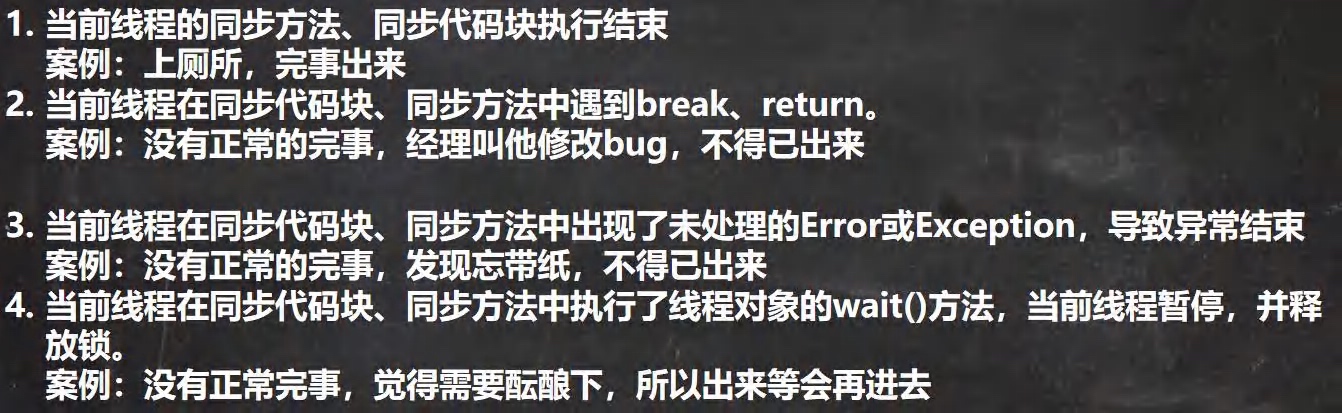 1. 当前线程的同步方法、同步代码块执行结束
案例：上厕所，完事出来
2. 当前线程在同步代码块、同步方法中遇到break、return。
案例：没有正常的完事，经理叫他修改bug，不得已出来
3. 当前线程在同步代码块、同步方法中出现了未处理的Error或Exception，导致异常结束
案例：没有正常的完事，发现忘带纸，不得已出来
4. 当前线程在同步代码块、同步方法中执行了线程对象的wait()方法，当前线程暂停，并释
放锁。
案例：没有正常完事，觉得需要酝酿下，所以出来等会再进去